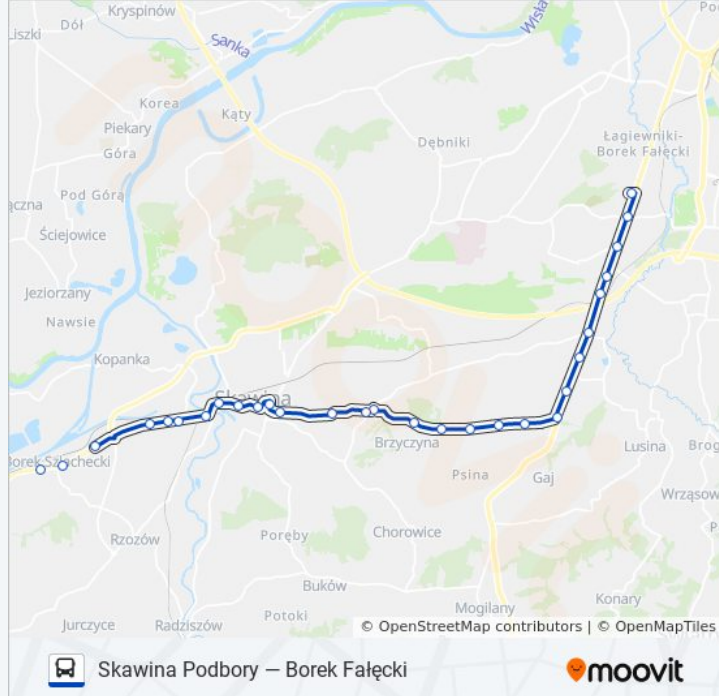 Kryspinów
Po
Liszki
Dół
Sanka
Wisła
Korea
Kąty
Piekary
Łagiewniki-
Borek Fałęcki
Dębniki
Góra
Pod Górą
ączna
Ściejowice
Jeziorzany
Nawsie
Kopanka
Skawina
Brzyczyna
Lusina
Brog
Borek Szlachecki
Psina
Gaj
Wrząsow
Rzozów
Poręby
Chorowice
P
Buków
Konary
Potoki
Mogilany
Jurczyce
Radziszów
© OpenStreetMap contributors | © OpenMapTiles
Skawina Podbory — Borek Fałęcki
moovit